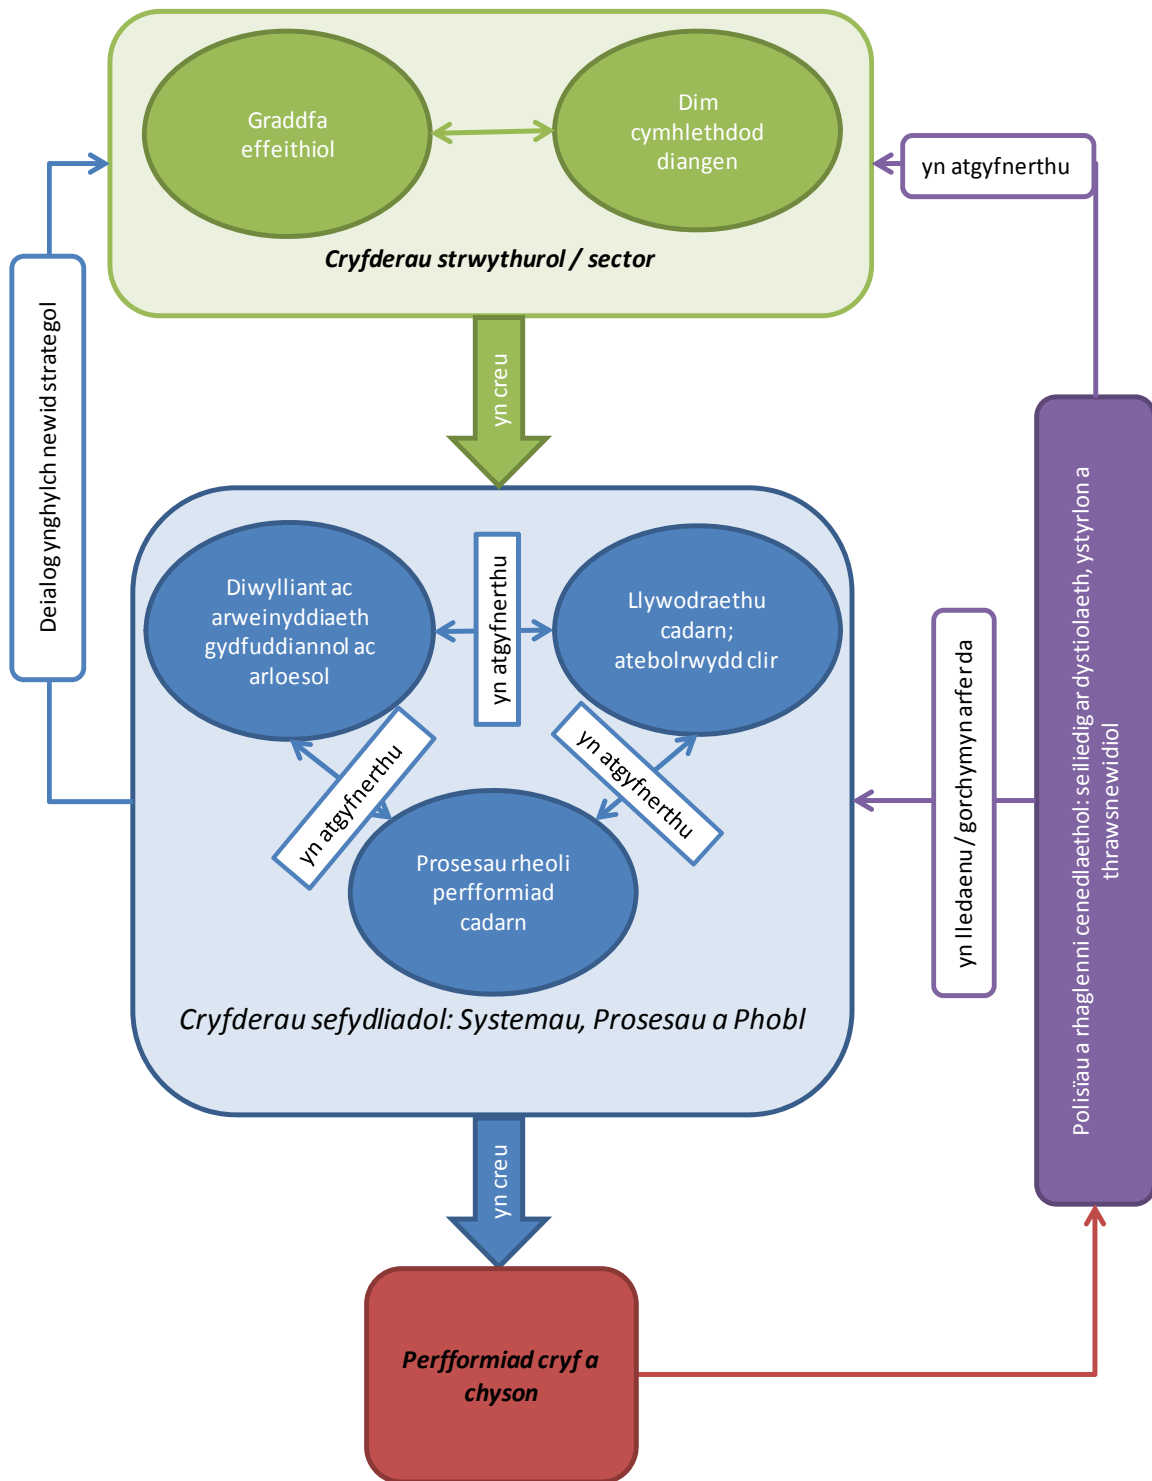 Graddfa
effeithiol
Dim
cymhlethdod
diangen
Cryfderau strwythurol / sector
yn atgyfnerthu
Deialog ynghylch newid strategol
yn creu
Diwylliant ac
arweinyddiaeth
gydfuddiannol ac
arloesol
yn atgyfnerthu
Llywodraethu
cadarn;
atebolrwydd clir
yn atgyfnerthu
yn atgyfnerthu
Prosesau rheoli
perfformiad
cadarn
Cryfderau sefydliadol: Systemau, Prosesau a Phobl
yn lledaenu / gorchymyn arfer da
Polisïau a rhaglenni cenedlaethol: seiliedig ar dystiolaeth, ystyrlon a
thrawsnewidiol
yn creu
Perfformiad cryf a
chyson